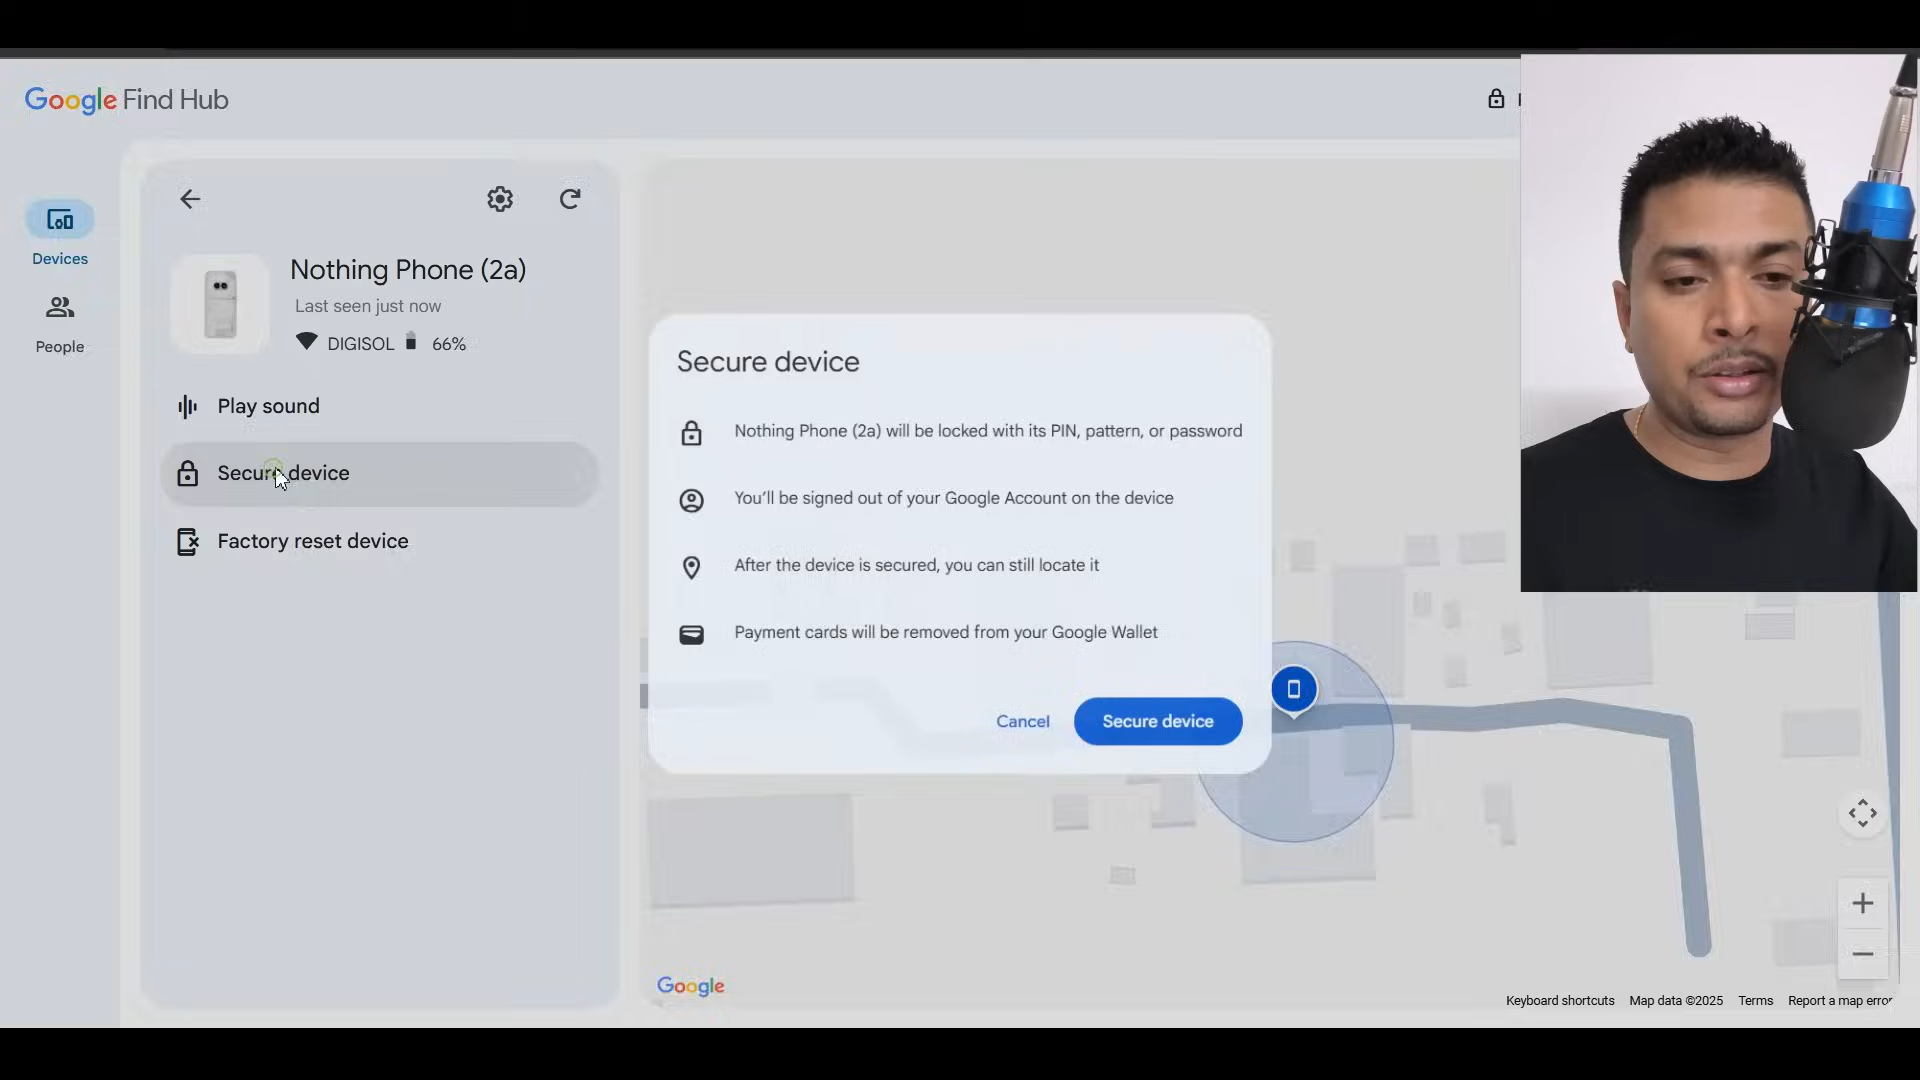 Google Find Hub
Devices
People
Nothing Phone (2a)
Last seen just now
DIGISOL 66%
Play sound
Secure device
Factory reset device
Secure device
Nothing Phone (2a) will be locked with its PIN, pattern, or password
You'll be signed out of your Google Account on the device
After the device is secured, you can still locate it
Payment cards will be removed from your Google Wallet
Cancel
Secure device
Google
Keyboard shortcuts
Map data ©2025
Terms
Report a map error